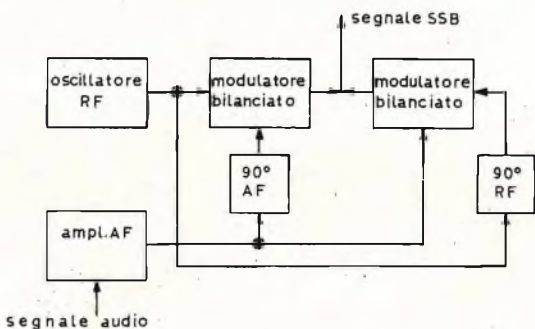 segnale SSB
oscillatore
RF
modulatore
bilanciato
modulatore
bilanciato
90°
AF
90°
RF
ampl.AF
segnale audio